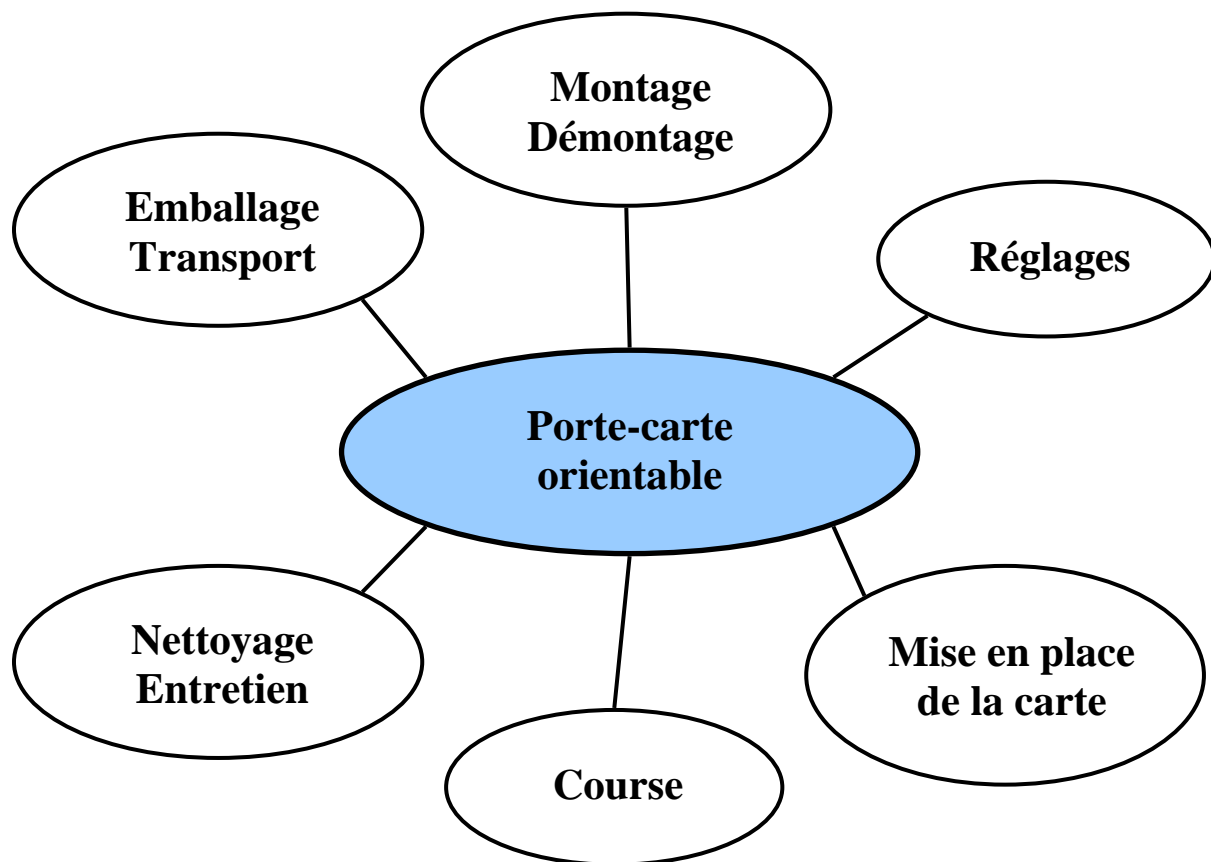 Montage
Démontage
Emballage
Transport
Réglages
Porte-carte
orientable
Nettoyage
Entretien
Mise en place
de la carte
Course